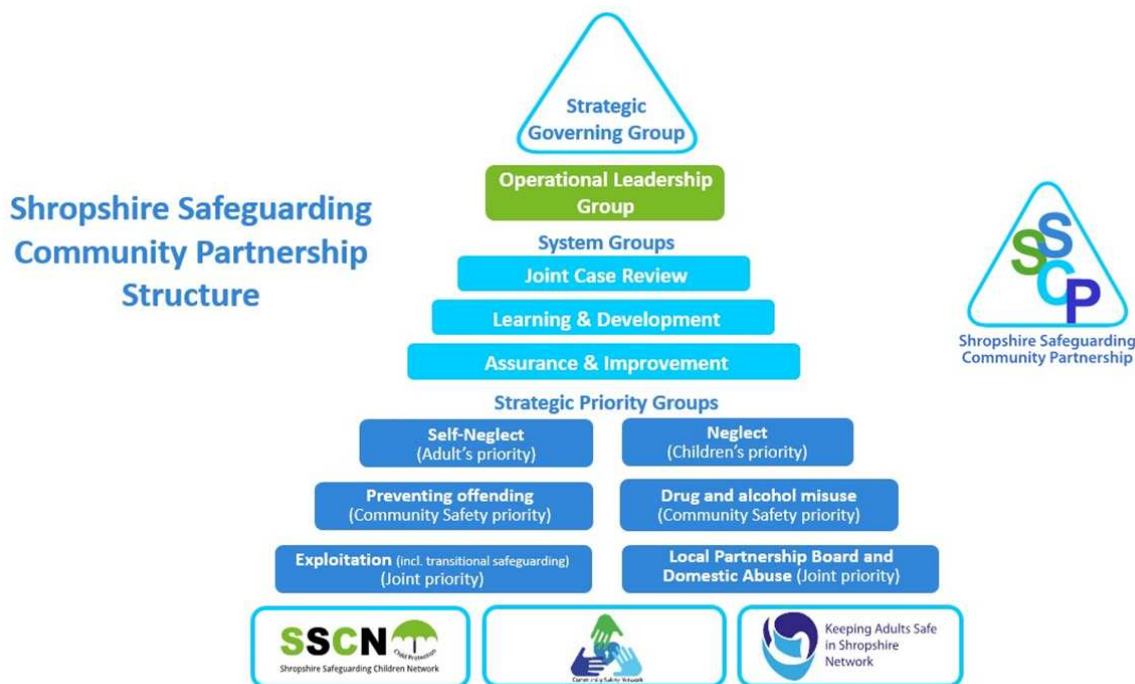 Strategic
Governing Group
Operational Leadership
Group
Shropshire Safeguarding
Community Partnership
Structure
System Groups
Joint Case Review
Learning & Development
Assurance & Improvement
S
S
C
P
Shropshire Safeguarding
Community Partnership
Strategic Priority Groups
Self-Neglect
(Adult's priority)
Neglect
(Children's priority)
Preventing offending
(Community Safety priority)
Drug and alcohol misuse
(Community Safety priority)
Exploitation (incl. transitional safeguarding)
(Joint priority)
Local Partnership Board and
Domestic Abuse (Joint priority)
SSCN
Child Protection
Shropshire Safeguarding Children Network
Community Safety Network
Keeping Adults Safe
in Shropshire
Network